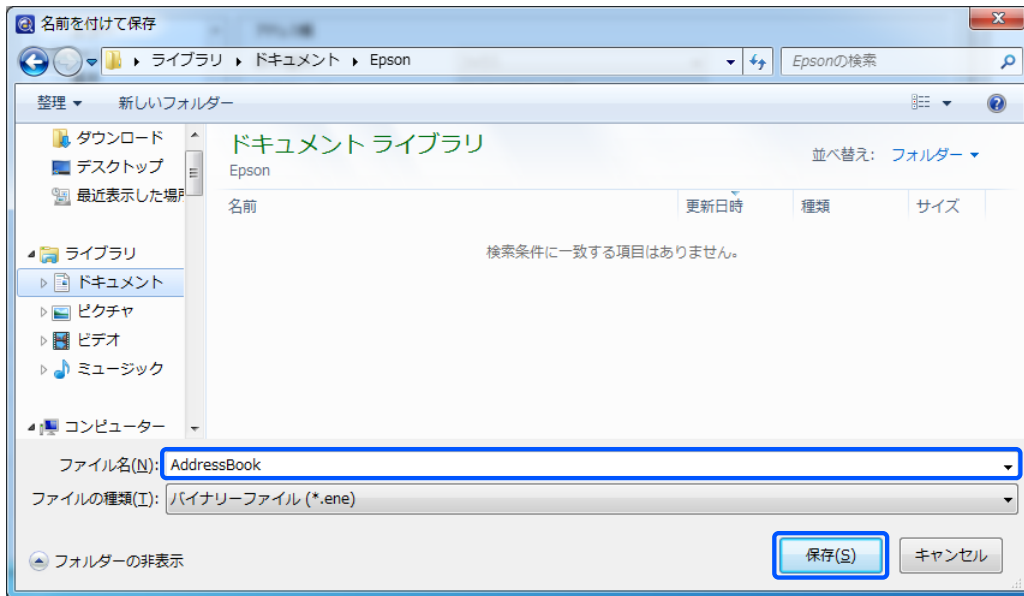 名前を付けて保存
ライブラリ ▸ ドキュメント ▸ Epson
Epsonの検索
整理 新しいフォルダー
ダウンロード
デスクトップ
最近表示した場所
ライブラリ
ドキュメント
ピクチャ
ビデオ
ミュージック
コンピューター
ドキュメント ライブラリ
Epson
並べ替え: フォルダー
名前 更新日時 種類 サイズ
検索条件に一致する項目はありません。
ファイル名(N): AddressBook
ファイルの種類(T): バイナリーファイル (*.ene)
フォルダーの非表示
保存(S) キャンセル